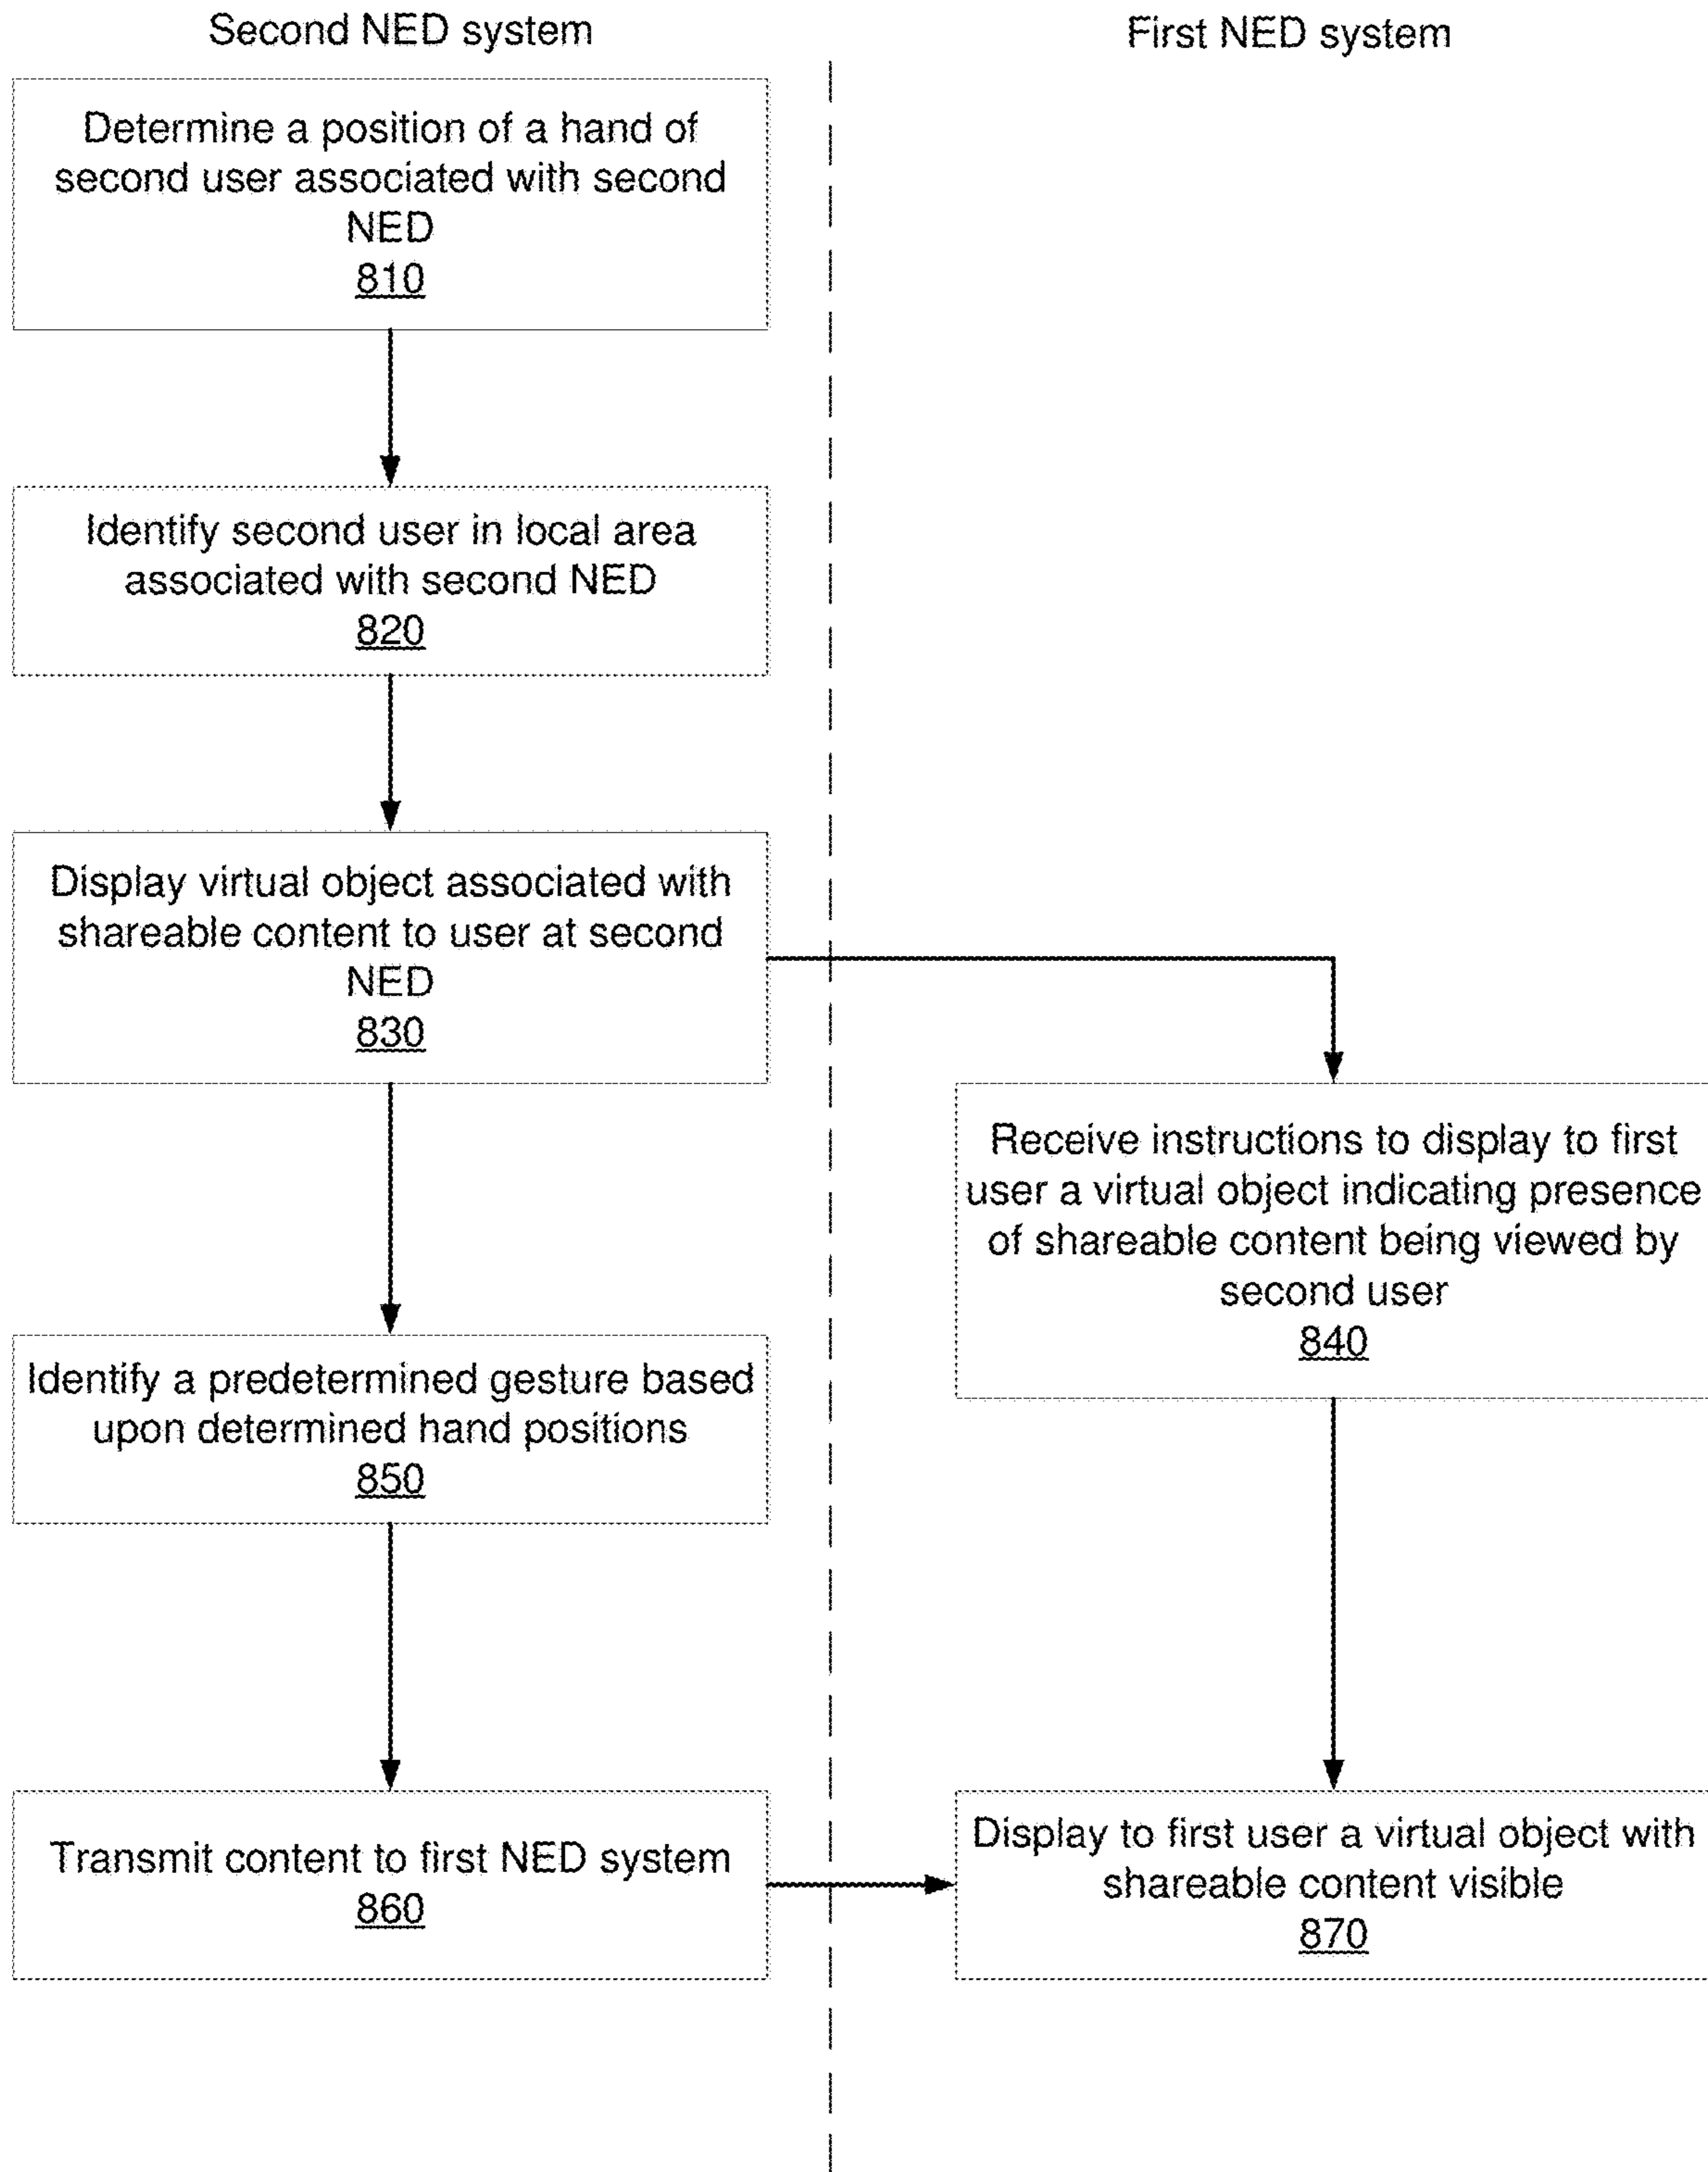 Second NED system
First NED system
Determine a position of a hand of
second user associated with second
NED
810
Identify second user in local area
associated with second NED
820
Display virtual object associated with
shareable content to user at second
NED
830
Receive instructions to display to first
user a virtual object indicating presence
of shareable content being viewed by
second user
840
Identify a predetermined gesture based
upon determined hand positions
850
Transmit content to first NED system
860
Display to first user a virtual object with
shareable content visible
870